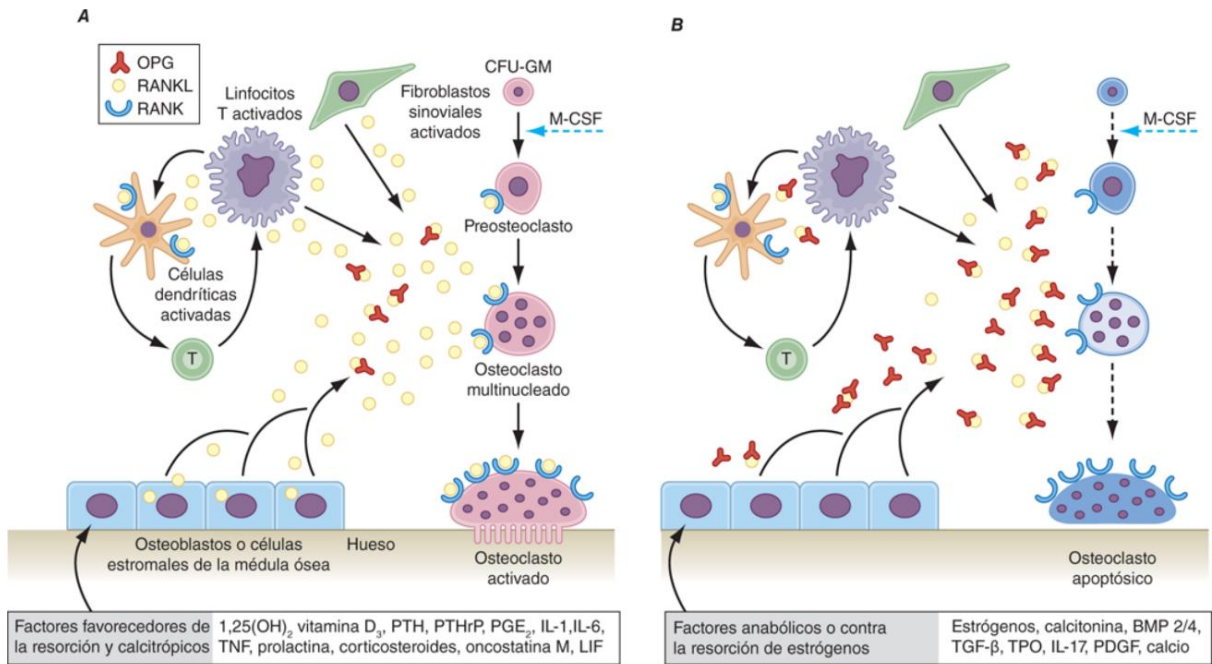 A
OPG
RANKL
RANK
Linfocitos
T activados
Fibroblastos
sinoviales
activados
CFU-GM
M-CSF
Preosteoclasto
Células
dendríticas
activadas
T
Osteoclasto
multinucleado
Osteoblastos o células
estromales de la médula ósea
Hueso
Osteoclasto
activado
Factores favorecedores de
la resorción y calcitrópicos
1,25(OH)₂ vitamina D₃, PTH, PTHrP, PGE₂, IL-1,IL-6,
TNF, prolactina, corticosteroides, oncostatina M, LIF
B
M-CSF
T
Osteoclasto
apoptósico
Factores anabólicos o contra
la resorción de estrógenos
Estrógenos, calcitonina, BMP 2/4,
TGF-β, TPO, IL-17, PDGF, calcio